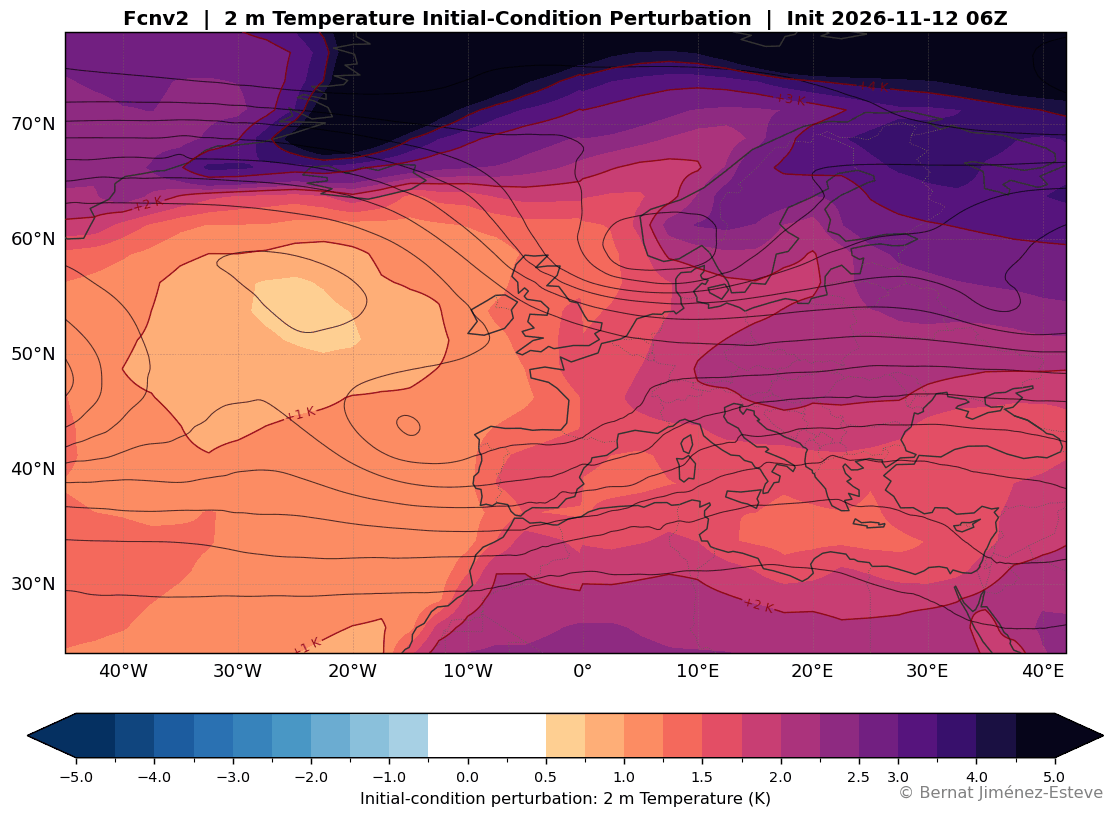 Fcnv2 | 2 m Temperature Initial-Condition Perturbation | Init 2026-11-12 06Z
+4 K
+3 K
70°N
+2 K
60°N
50°N
+1 K
40°N
30°N
+2 K
+1 K
40°W 30°W 20°W 10°W 0° 10°E 20°E 30°E 40°E
−5.0 −4.0 −3.0 −2.0 −1.0 0.0 0.5 1.0 1.5 2.0 2.5 3.0 4.0 5.0
Initial-condition perturbation: 2 m Temperature (K)
© Bernat Jiménez-Esteve